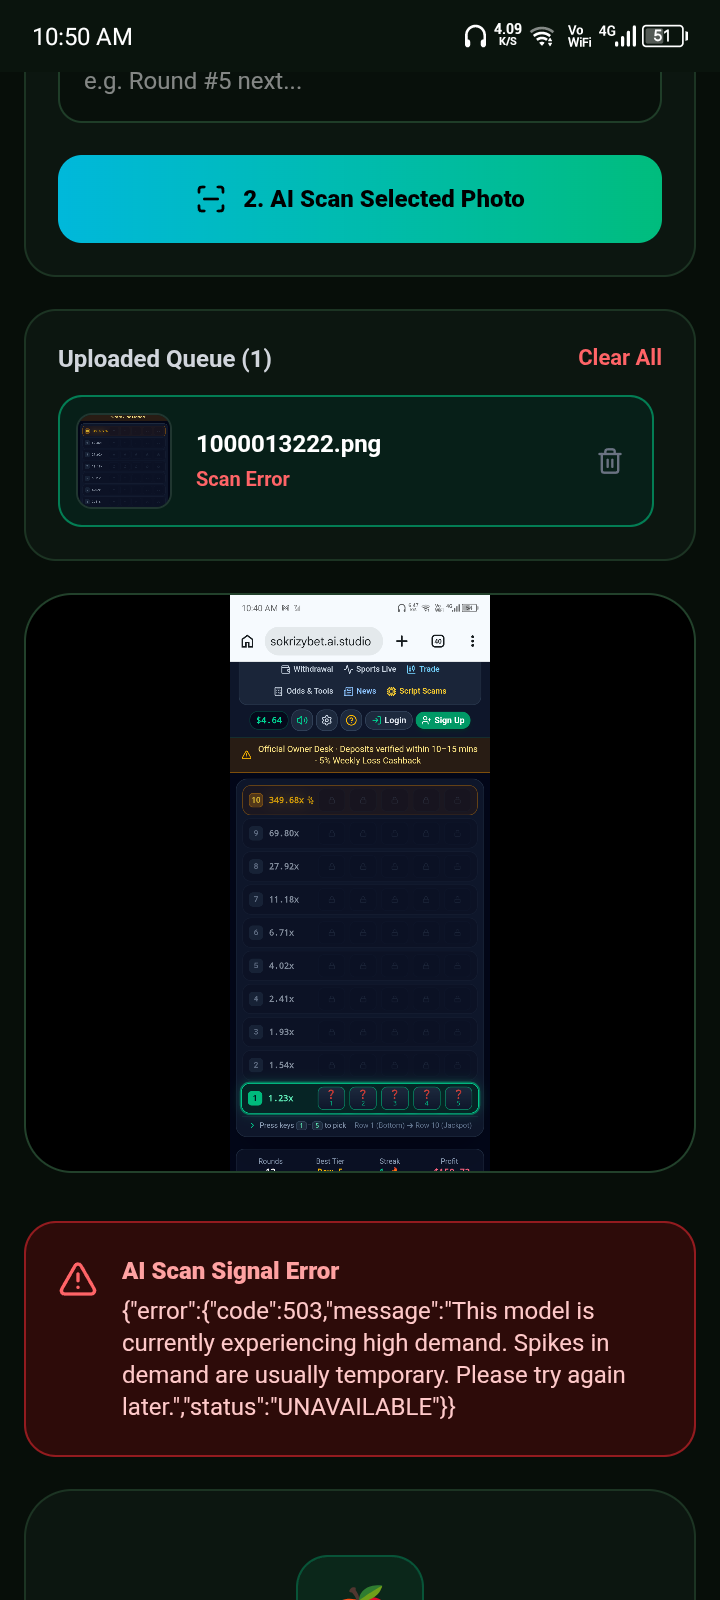 10:50 AM
4.09 K/S
Vo WiFi
4G
51
e.g. Round #5 next...
2. AI Scan Selected Photo
Uploaded Queue (1)
Clear All
1000013222.png
Scan Error
10:40 AM
sokrizybet.ai.studio
40
Withdrawal
Sports Live
Trade
Odds & Tools
News
Script Scams
$4.64
Login
Sign Up
Official Owner Desk · Deposits verified within 10–15 mins
· 5% Weekly Loss Cashback
10 349.68x
9 69.80x
8 27.92x
7 11.18x
6 6.71x
5 4.02x
4 2.41x
3 1.93x
2 1.54x
1 1.23x
❓ ❓ ❓ ❓ ❓
1 2 3 4 5
Press keys 1 - 5 to pick
Row 1 (Bottom) → Row 10 (Jackpot)
Rounds
Best Tier
Streak
Profit
AI Scan Signal Error
{"error":{"code":503,"message":"This model is
currently experiencing high demand. Spikes in
demand are usually temporary. Please try again
later.","status":"UNAVAILABLE"}}